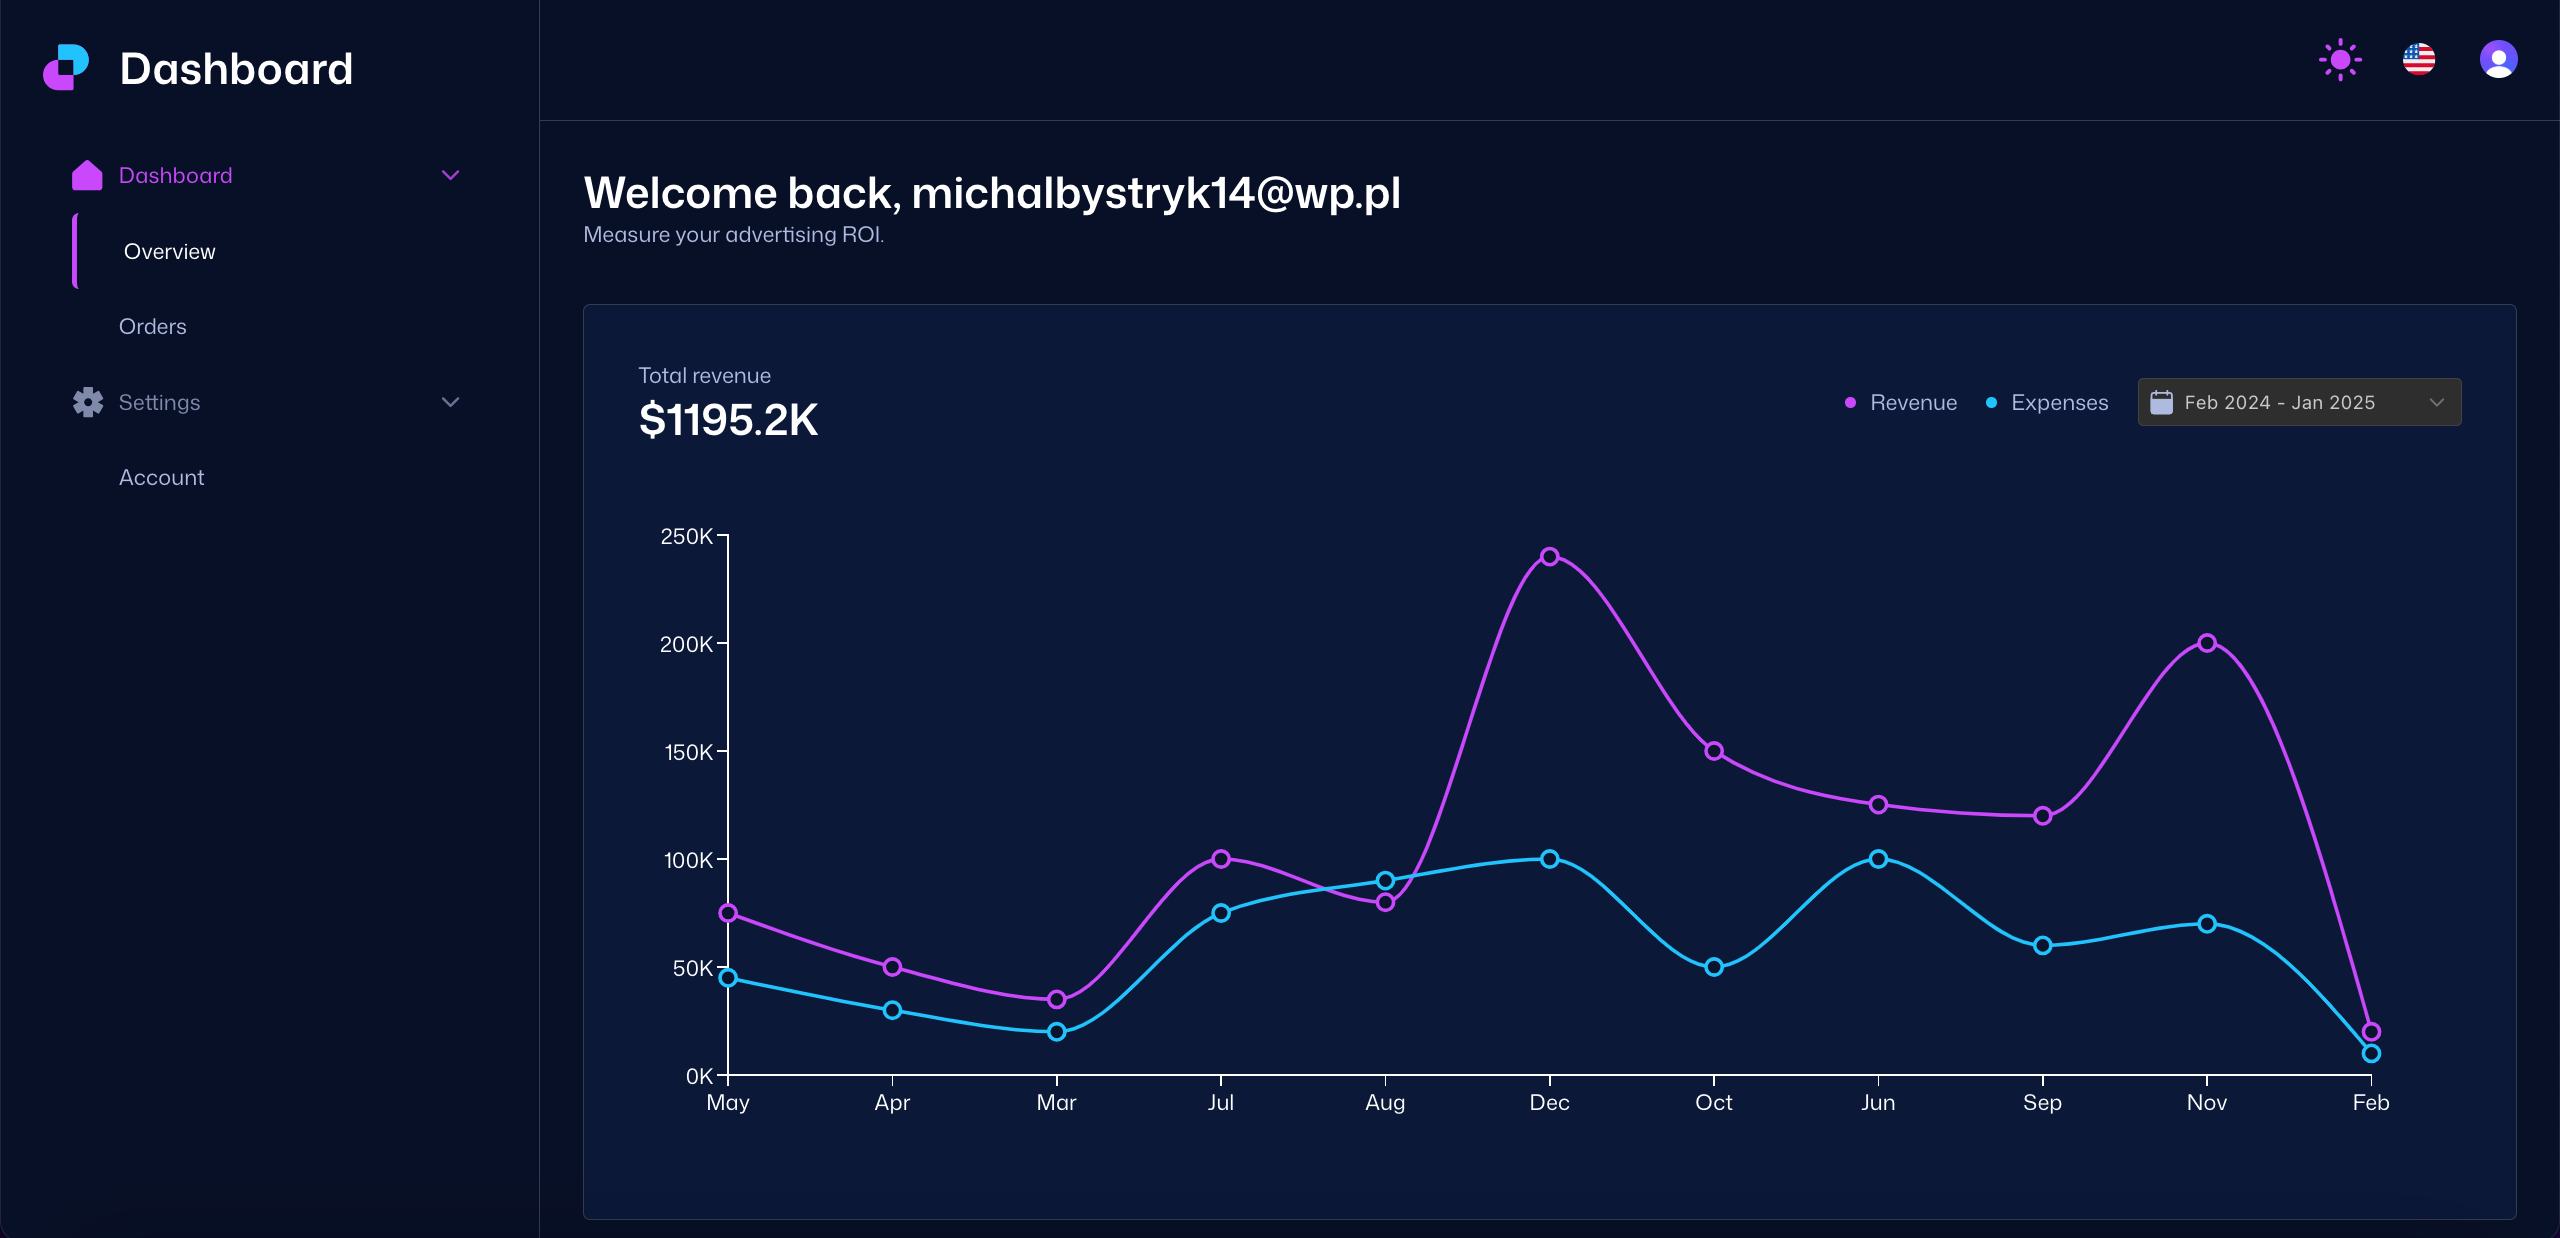 Dashboard
Dashboard
Overview
Orders
Settings
Account
Welcome back, michalbystryk14@wp.pl
Measure your advertising ROI.
Total revenue
$1195.2K
Revenue
Expenses
Feb 2024 - Jan 2025
250K
200K
150K
100K
50K
0K
May Apr Mar Jul Aug Dec Oct Jun Sep Nov Feb